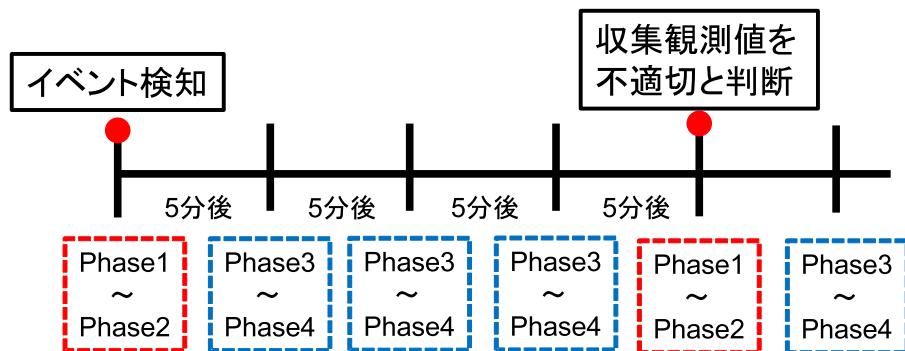 イベント検知
収集観測値を
不適切と判断
5分後
5分後
5分後
5分後
Phase1
～
Phase2
Phase3
～
Phase4
Phase3
～
Phase4
Phase3
～
Phase4
Phase1
～
Phase2
Phase3
～
Phase4